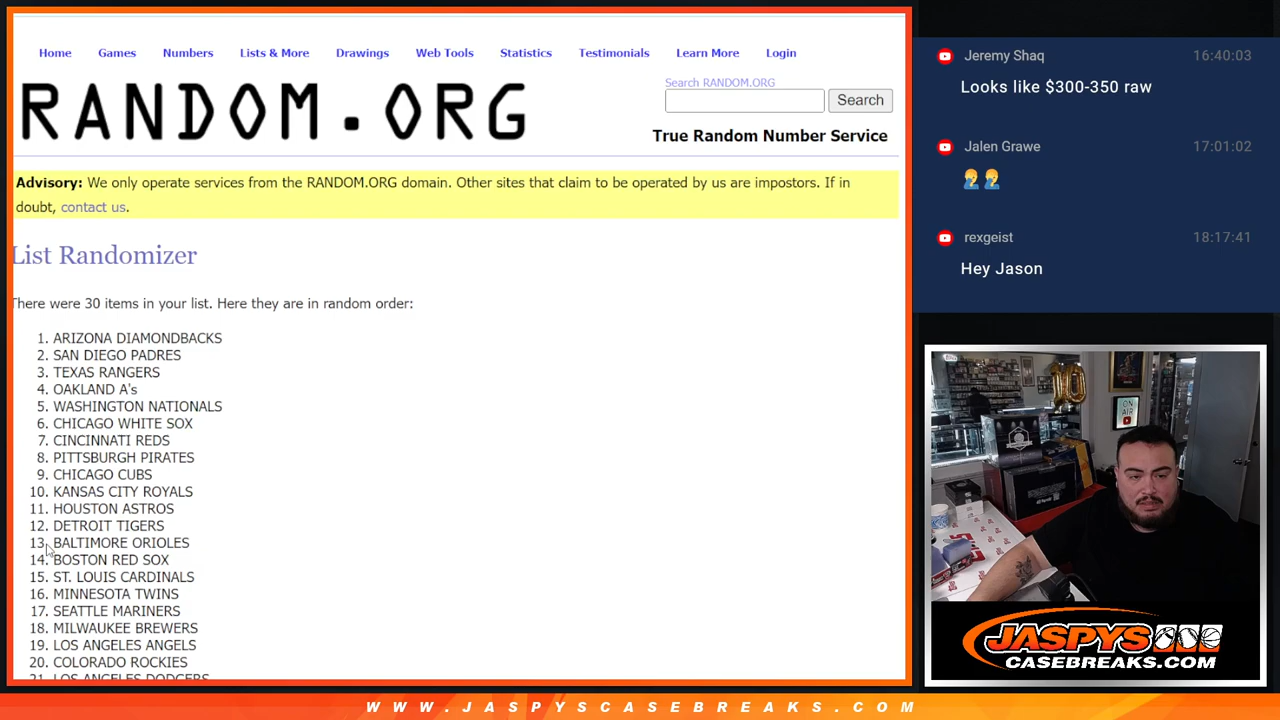 Home Games Numbers Lists & More Drawings Web Tools Statistics Testimonials Learn More Login
RANDOM.ORG
Search RANDOM.ORG
Search
True Random Number Service
Advisory: We only operate services from the RANDOM.ORG domain. Other sites that claim to be operated by us are impostors. If in
doubt, contact us.
List Randomizer
There were 30 items in your list. Here they are in random order:
1. ARIZONA DIAMONDBACKS
2. SAN DIEGO PADRES
3. TEXAS RANGERS
4. OAKLAND A's
5. WASHINGTON NATIONALS
6. CHICAGO WHITE SOX
7. CINCINNATI REDS
8. PITTSBURGH PIRATES
9. CHICAGO CUBS
10. KANSAS CITY ROYALS
11. HOUSTON ASTROS
12. DETROIT TIGERS
13. BALTIMORE ORIOLES
14. BOSTON RED SOX
15. ST. LOUIS CARDINALS
16. MINNESOTA TWINS
17. SEATTLE MARINERS
18. MILWAUKEE BREWERS
19. LOS ANGELES ANGELS
20. COLORADO ROCKIES
21. LOS ANGELES DODGERS
Jeremy Shaq 16:40:03
Looks like $300-350 raw
Jalen Grawe 17:01:02
🤦‍♂️🤦‍♂️
rexgeist 18:17:41
Hey Jason
10
ON
AIR
JASPYS
CASEBREAKS.COM
WWW.JASPYSCASEBREAKS.COM